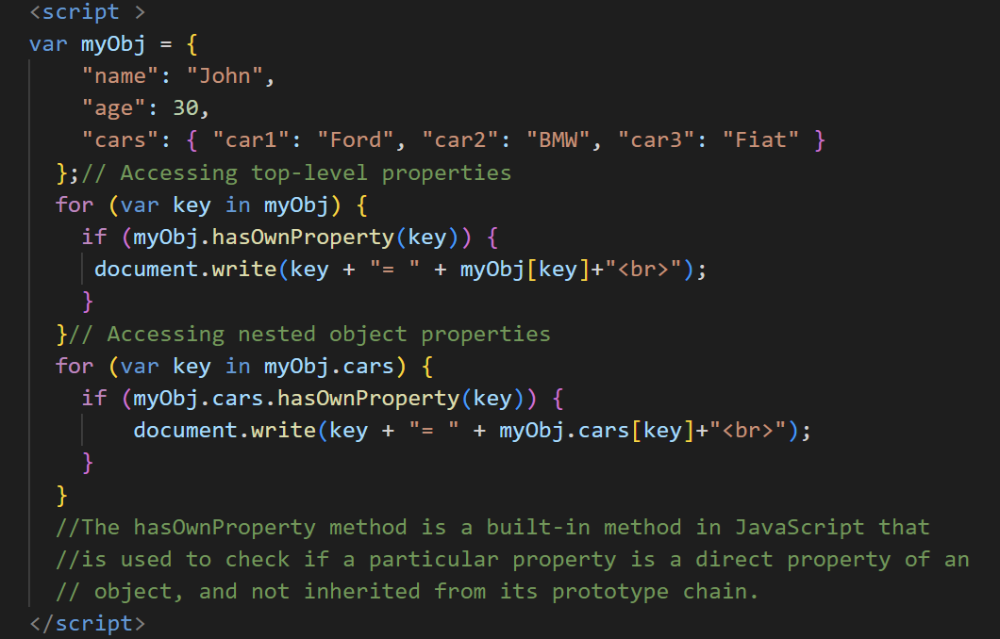 <script >
var myObj = {
    "name": "John",
    "age": 30,
    "cars": { "car1": "Ford", "car2": "BMW", "car3": "Fiat" }
  };// Accessing top-level properties
  for (var key in myObj) {
    if (myObj.hasOwnProperty(key)) {
     document.write(key + "= " + myObj[key]+"<br>");
    }
  }// Accessing nested object properties
  for (var key in myObj.cars) {
    if (myObj.cars.hasOwnProperty(key)) {
        document.write(key + "= " + myObj.cars[key]+"<br>");
    }
  }
  //The hasOwnProperty method is a built-in method in JavaScript that
  //is used to check if a particular property is a direct property of an
  // object, and not inherited from its prototype chain.
</script>